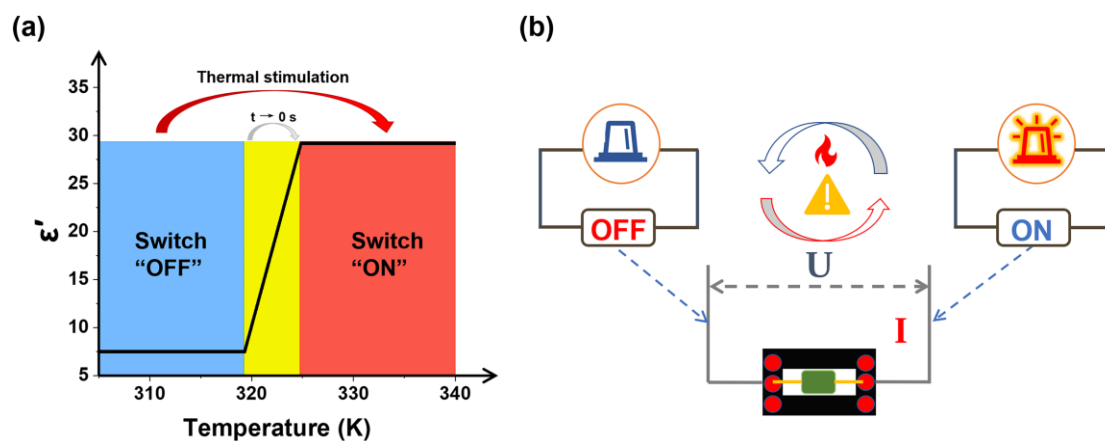 (a)
Thermal stimulation
t → 0 s
35
30
25
20
15
10
5
ε′
Switch
“OFF”
Switch
“ON”
310
320
330
340
Temperature (K)
(b)
OFF
ON
U
I